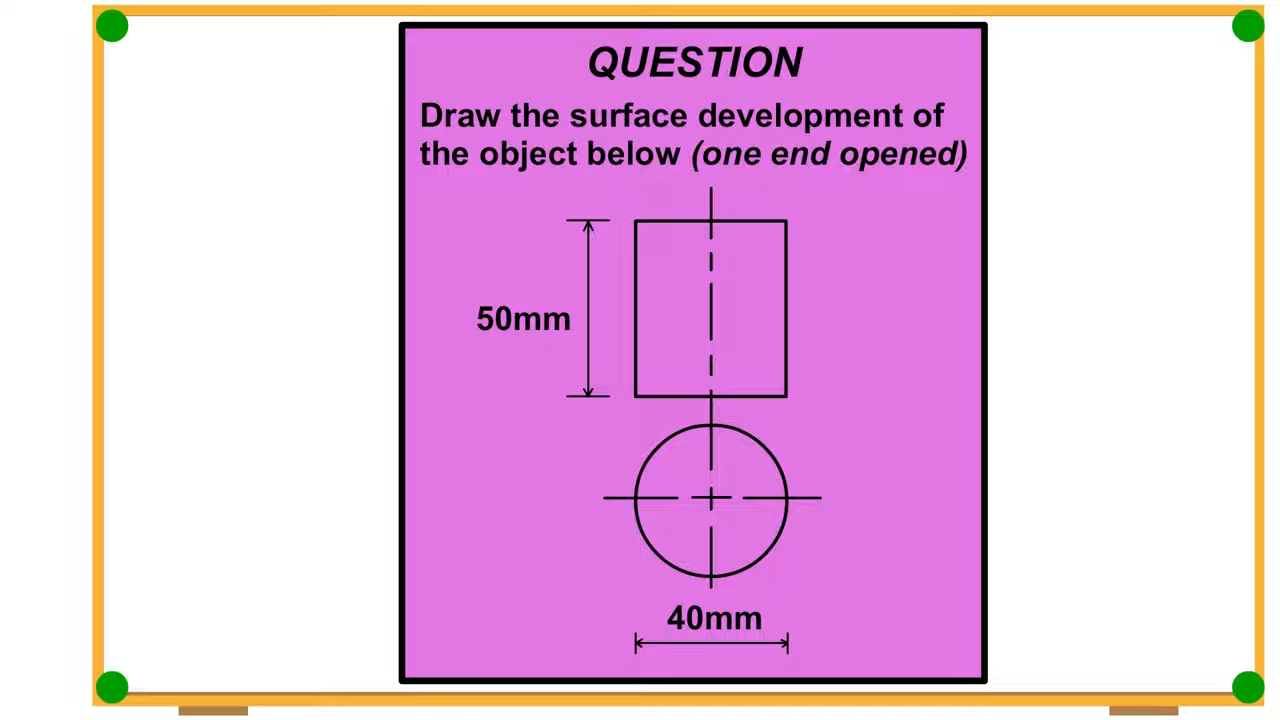 QUESTION
Draw the surface development of
the object below (one end opened)
50mm
40mm